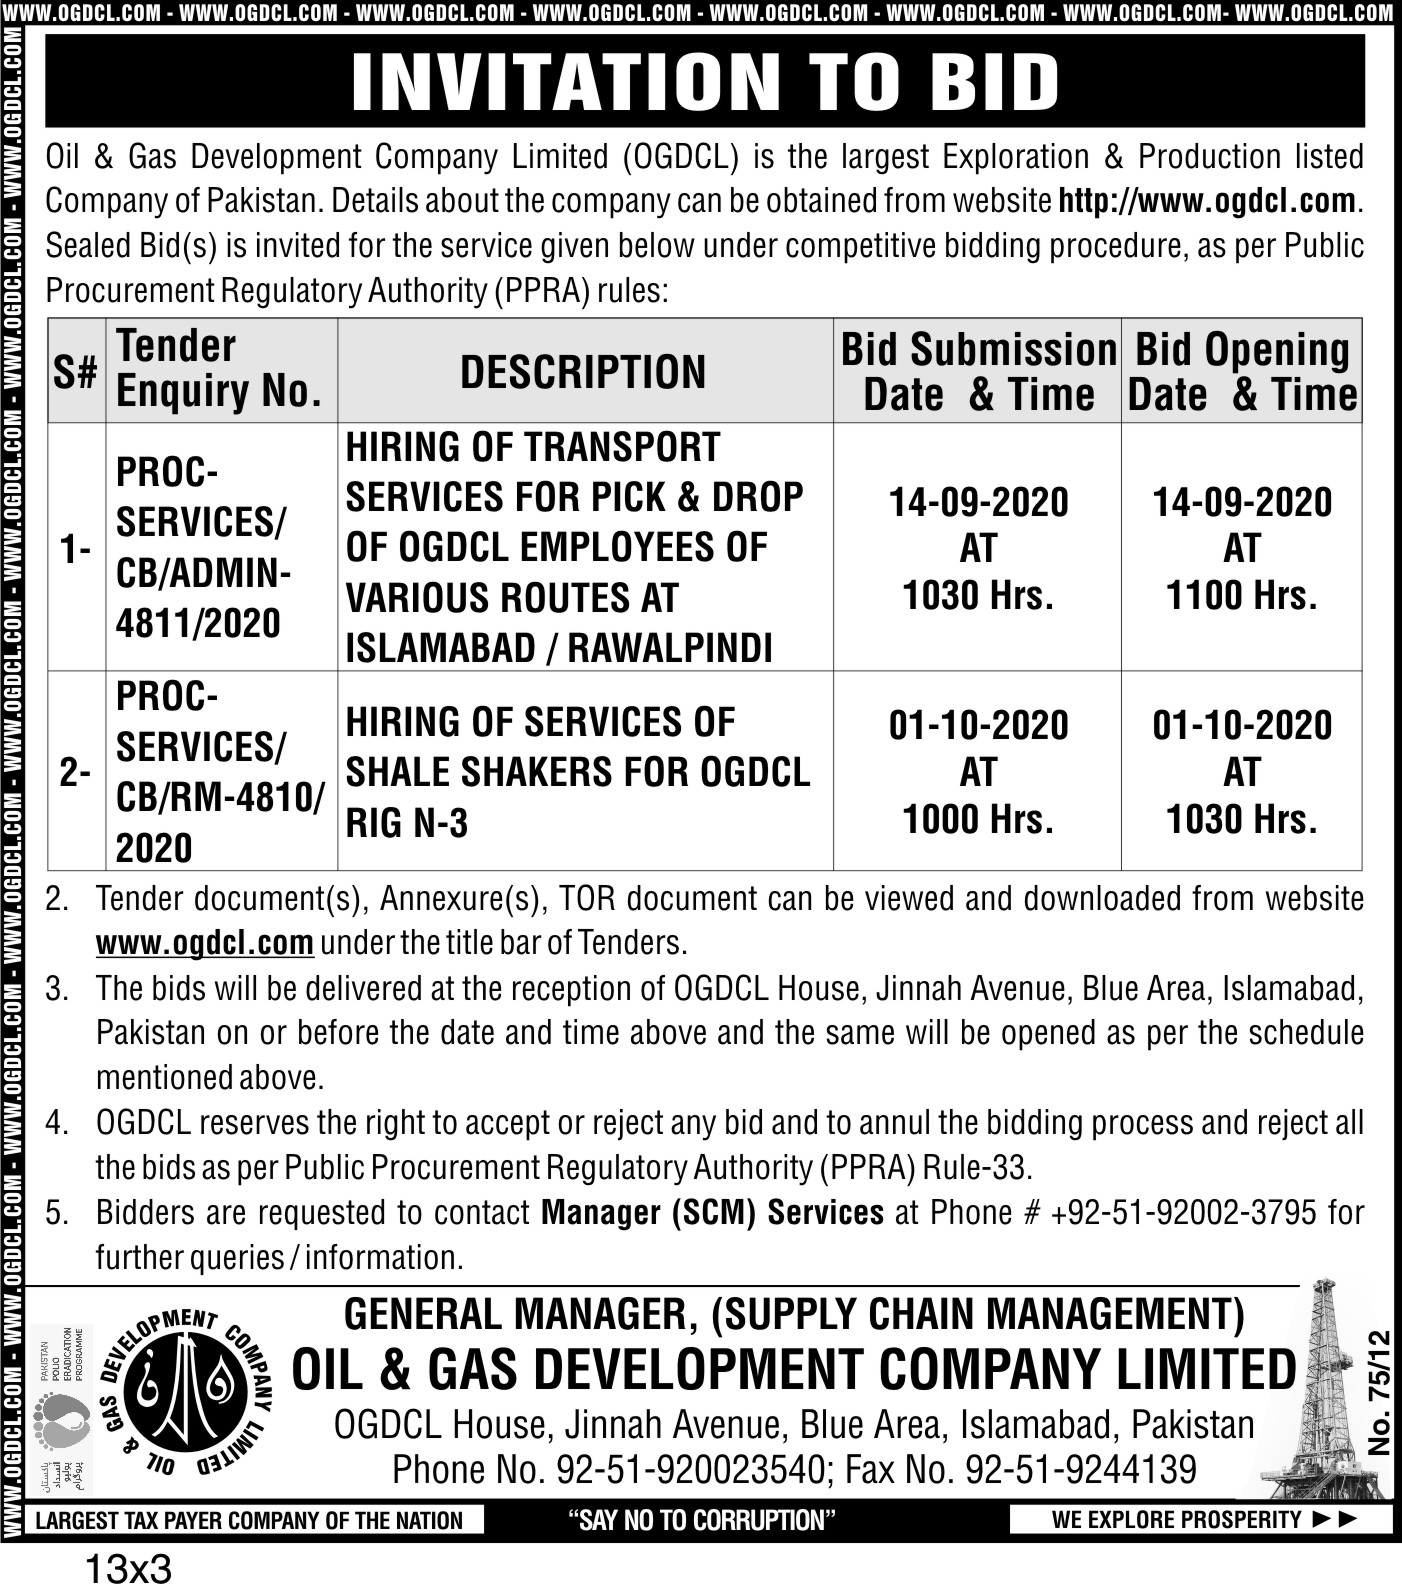 WWW.OGDCL.COM - WWW.OGDCL.COM - WWW.OGDCL.COM - WWW.OGDCL.COM - WWW.OGDCL.COM - WWW.OGDCL.COM - WWW.OGDCL.COM- WWW.OGDCL.COM
WWW.OGDCL.COM - WWW.OGDCL.COM - WWW.OGDCL.COM - WWW.OGDCL.COM - WWW.OGDCL.COM - WWW.OGDCL.COM - WWW.OGDCL.COM - WWW.OGDCL.COM
INVITATION TO BID
Oil & Gas Development Company Limited (OGDCL) is the largest Exploration & Production listed
Company of Pakistan. Details about the company can be obtained from website http://www.ogdcl.com.
Sealed Bid(s) is invited for the service given below under competitive bidding procedure, as per Public
Procurement Regulatory Authority (PPRA) rules:
S#
Tender
Enquiry No.
DESCRIPTION
Bid Submission
Date & Time
Bid Opening
Date & Time
1-
PROC-
SERVICES/
CB/ADMIN-
4811/2020
HIRING OF TRANSPORT
SERVICES FOR PICK & DROP
OF OGDCL EMPLOYEES OF
VARIOUS ROUTES AT
ISLAMABAD / RAWALPINDI
14-09-2020
AT
1030 Hrs.
14-09-2020
AT
1100 Hrs.
2-
PROC-
SERVICES/
CB/RM-4810/
2020
HIRING OF SERVICES OF
SHALE SHAKERS FOR OGDCL
RIG N-3
01-10-2020
AT
1000 Hrs.
01-10-2020
AT
1030 Hrs.
2. Tender document(s), Annexure(s), TOR document can be viewed and downloaded from website
www.ogdcl.com under the title bar of Tenders.
3. The bids will be delivered at the reception of OGDCL House, Jinnah Avenue, Blue Area, Islamabad,
Pakistan on or before the date and time above and the same will be opened as per the schedule
mentioned above.
4. OGDCL reserves the right to accept or reject any bid and to annul the bidding process and reject all
the bids as per Public Procurement Regulatory Authority (PPRA) Rule-33.
5. Bidders are requested to contact Manager (SCM) Services at Phone # +92-51-92002-3795 for
further queries / information.
PAKISTAN
POLIO
ERADICATION
PROGRAMME
پاکستان
انسداد
پولیو
پروگرام
OIL & GAS DEVELOPMENT COMPANY LIMITED
GENERAL MANAGER, (SUPPLY CHAIN MANAGEMENT)
OIL & GAS DEVELOPMENT COMPANY LIMITED
OGDCL House, Jinnah Avenue, Blue Area, Islamabad, Pakistan
Phone No. 92-51-920023540; Fax No. 92-51-9244139
No. 75/12
LARGEST TAX PAYER COMPANY OF THE NATION
“SAY NO TO CORRUPTION”
WE EXPLORE PROSPERITY
13x3